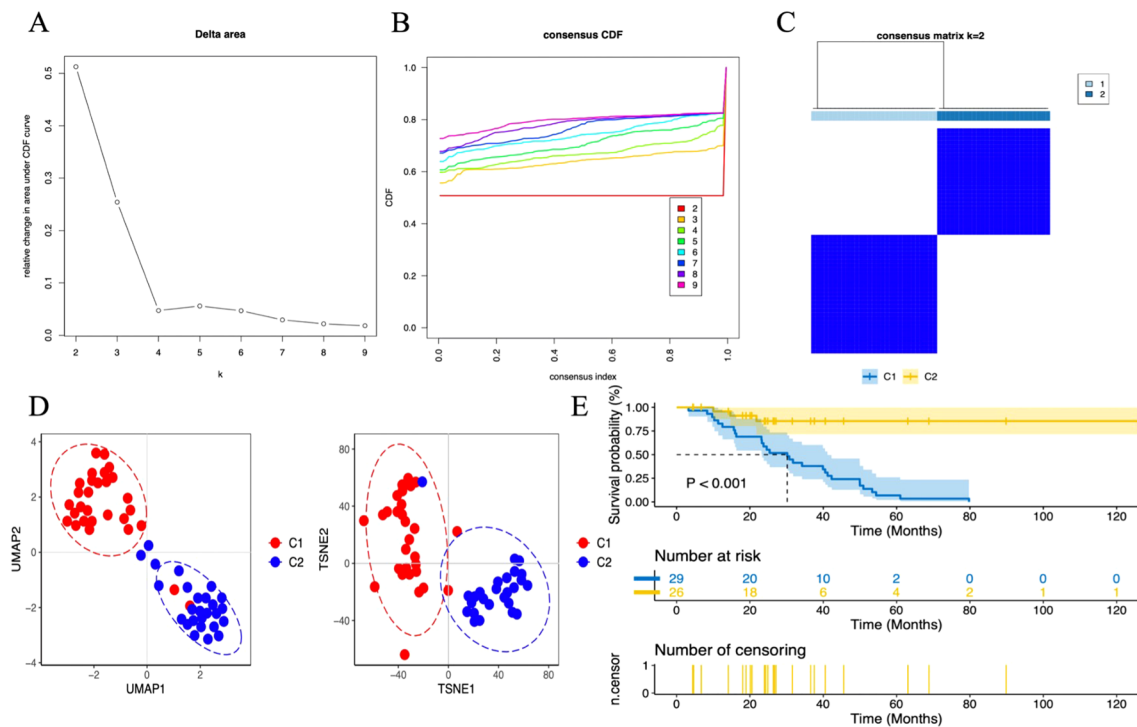 A
Delta area
relative change in area under CDF curve
0.5
0.4
0.3
0.2
0.1
0.0
2 3 4 5 6 7 8 9
k
B
consensus CDF
CDF
1.0
0.8
0.6
0.4
0.2
0.0
2
3
4
5
6
7
8
9
0.0 0.2 0.4 0.6 0.8 1.0
consensus index
C
consensus matrix k=2
1
2
D
UMAP2
4
2
0
−2
−4
−2 0 2
UMAP1
C1
C2
TSNE2
80
40
0
−40
−40 0 40 80
TSNE1
C1
C2
E
C1 C2
Survival probability (%)
1.00
0.75
0.50
0.25
0.00
P < 0.001
0 20 40 60 80 100 120
Time (Months)
Number at risk
29 20 10 2 0 0 0
26 18 6 4 2 1 1
0 20 40 60 80 100 120
Time (Months)
Number of censoring
n.censor
1
0
0 20 40 60 80 100 120
Time (Months)